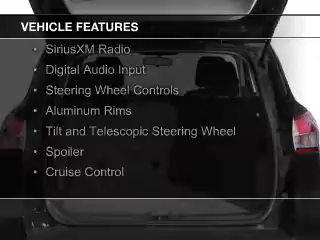 VEHICLE FEATURES
• SiriusXM Radio
• Digital Audio Input
• Steering Wheel Controls
• Aluminum Rims
• Tilt and Telescopic Steering Wheel
• Spoiler
• Cruise Control